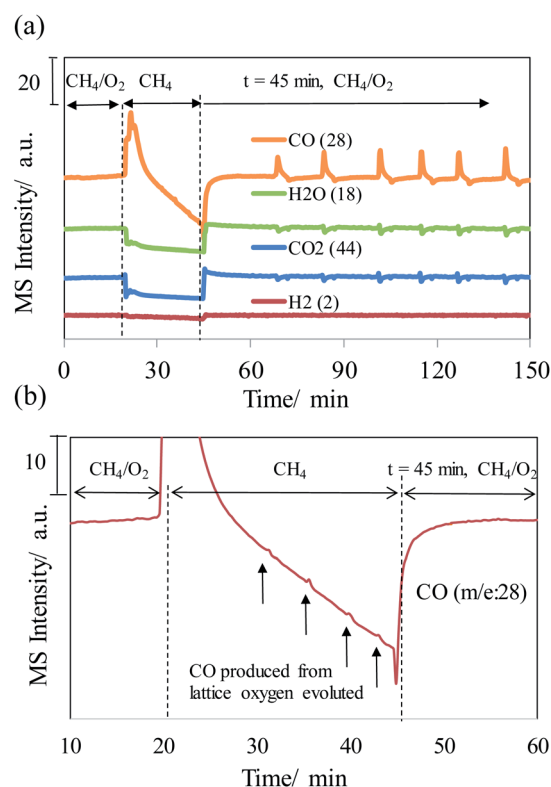 (a)
20
CH₄/O₂
CH₄
t = 45 min, CH₄/O₂
CO (28)
H2O (18)
CO2 (44)
H2 (2)
MS Intensity/ a.u.
0 30 60 90 120 150
Time/ min
(b)
10
CH₄/O₂
CH₄
t = 45 min, CH₄/O₂
CO (m/e:28)
CO produced from
lattice oxygen evoluted
MS Intensity/ a.u.
10 20 30 40 50 60
Time/ min